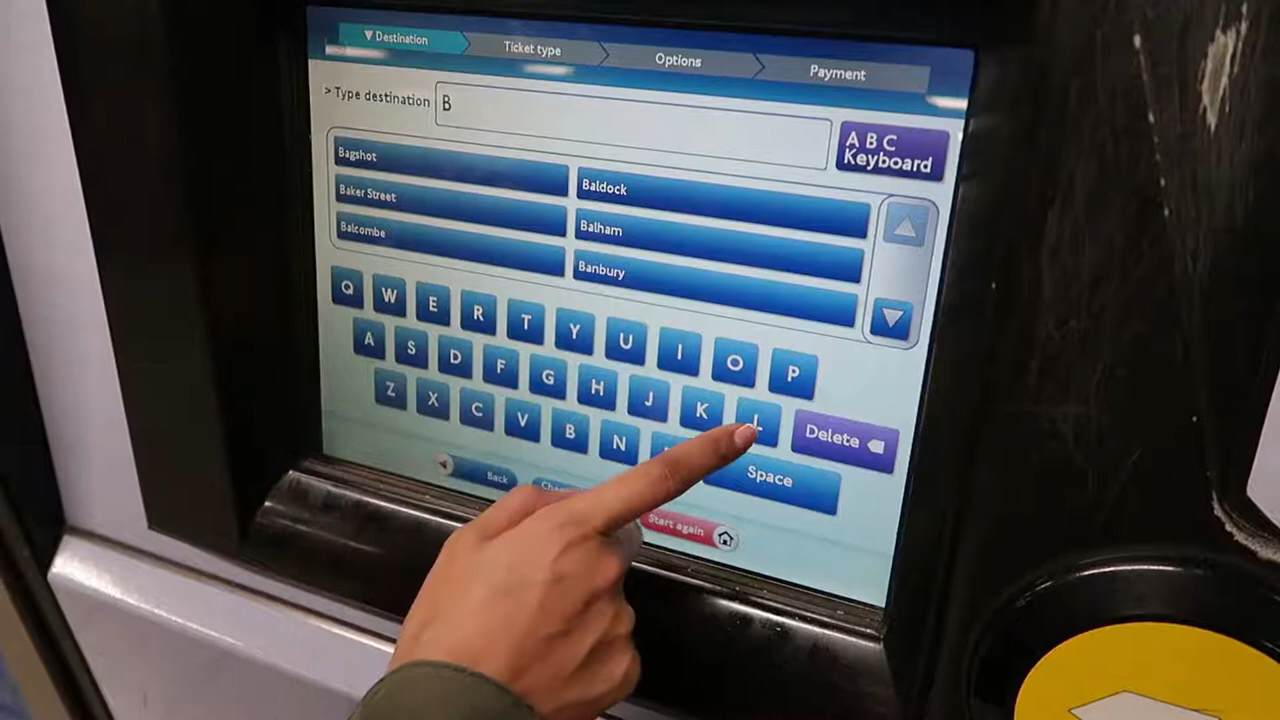 ▼ Destination
Ticket type
Options
Payment
> Type destination
B
A B C
Keyboard
Bagshot
Baldock
Baker Street
Balham
Balcombe
Banbury
Q W E R T Y U I O P
A S D F G H J K L
Delete
Z X C V B N
Space
Back
Start again